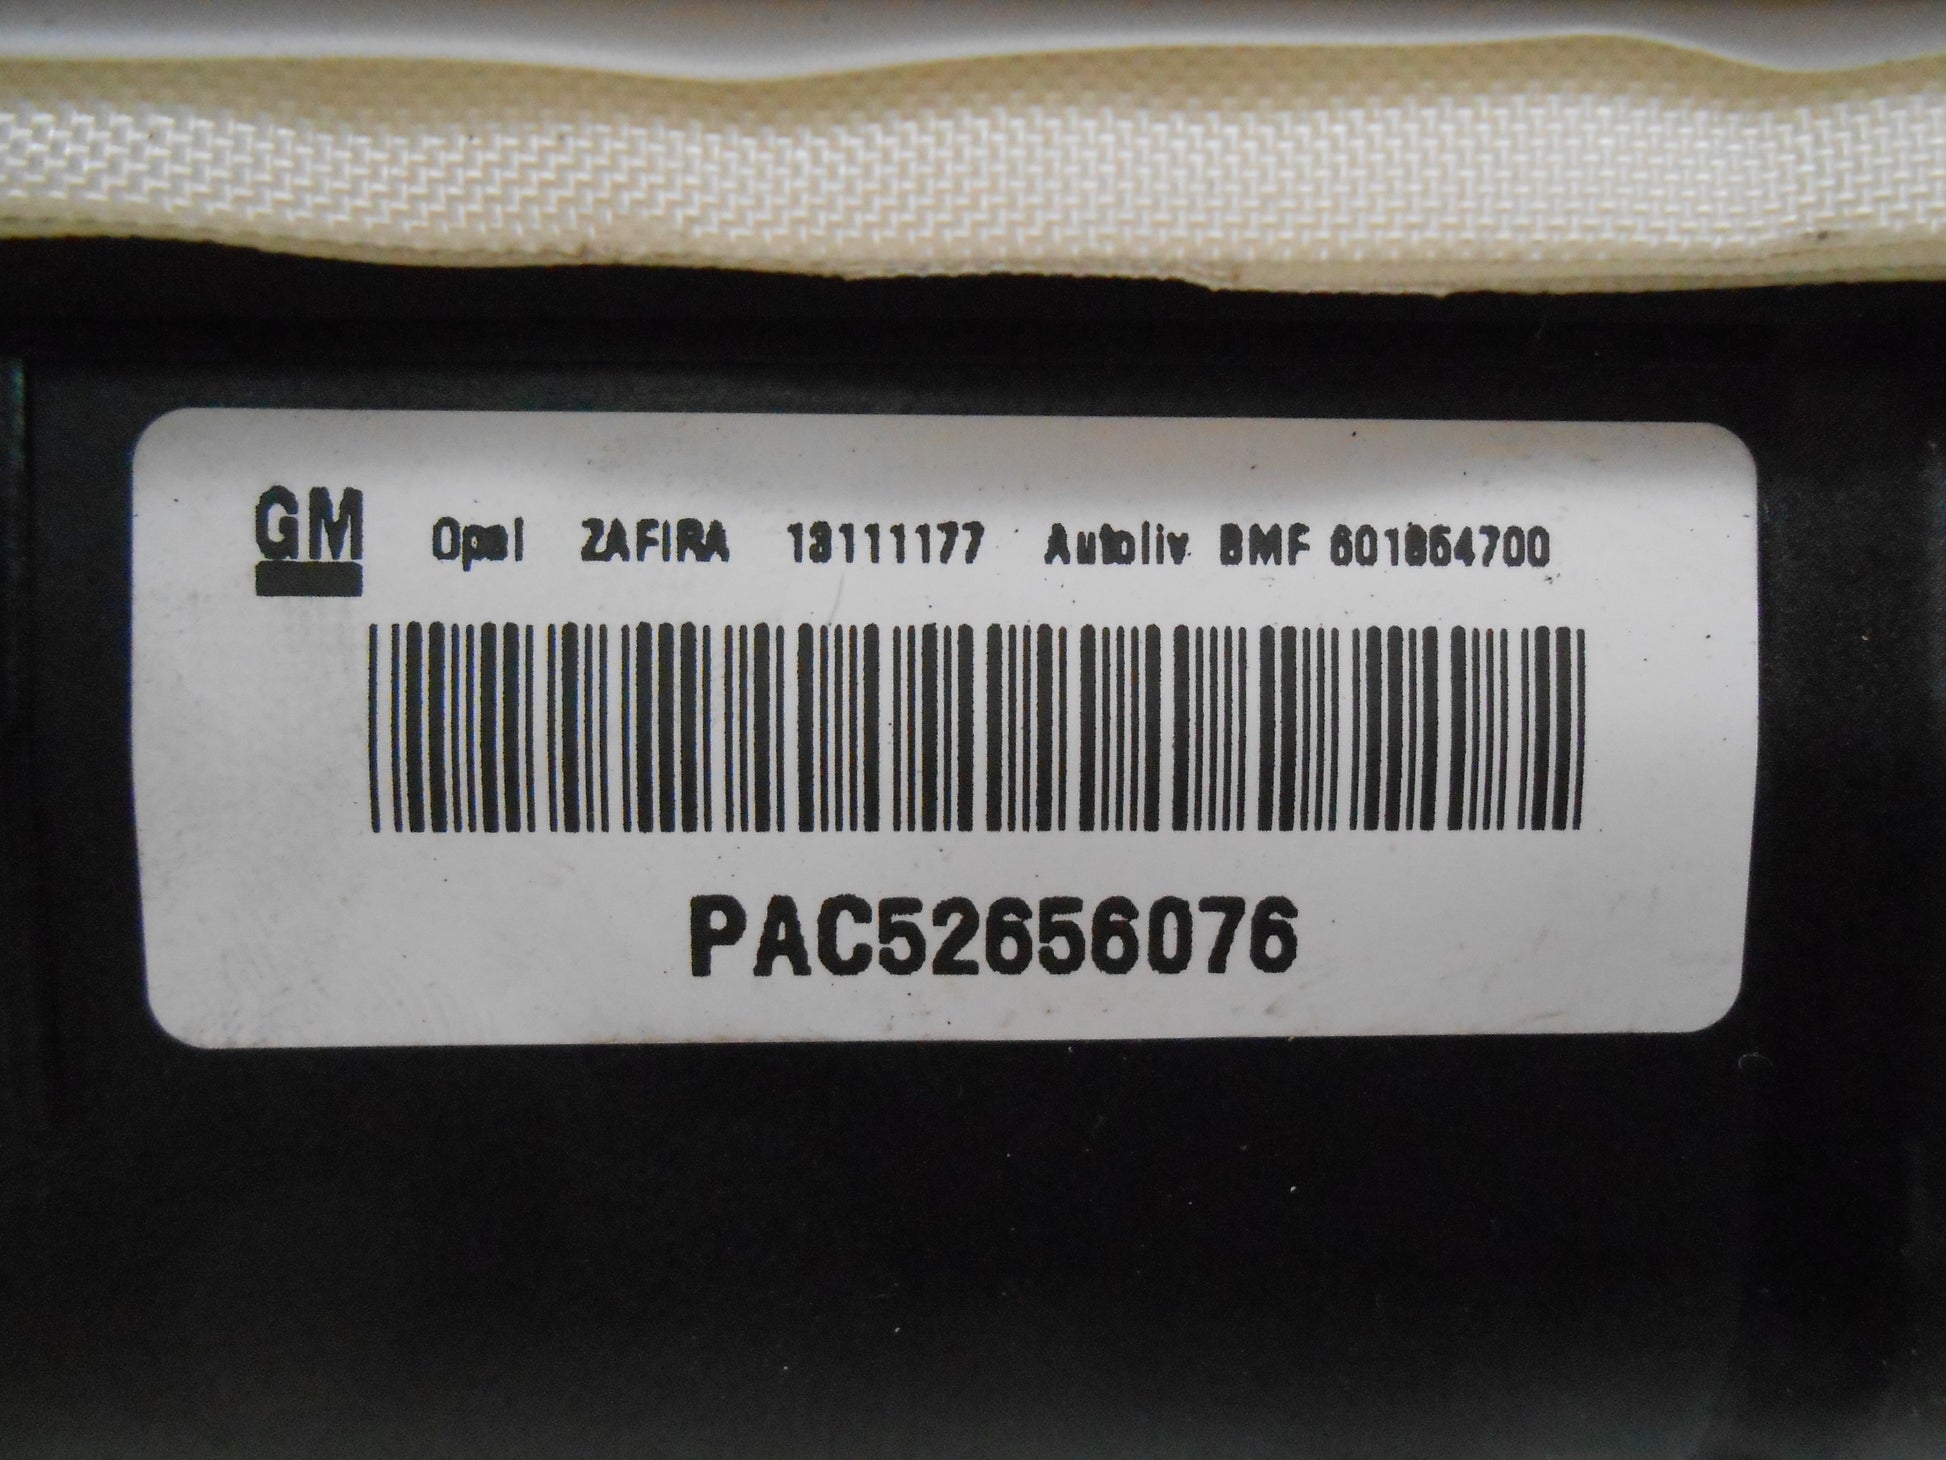 GM Opel ZAFIRA 13111177 Autoliv BMF 601864700
PAC52656076